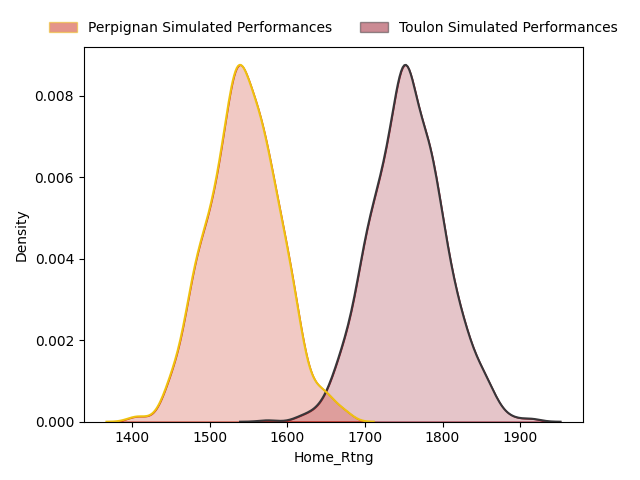 Perpignan Simulated Performances Toulon Simulated Performances
0.008
0.006
0.004
0.002
0.000
Density
1400 1500 1600 1700 1800 1900
Home_Rtng